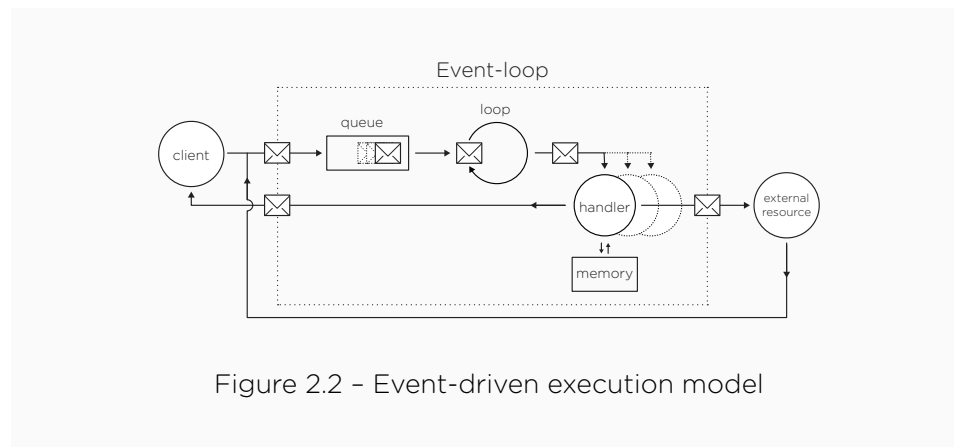 Event-loop
loop
queue
client
handler
external
resource
memory
Figure 2.2 – Event-driven execution model